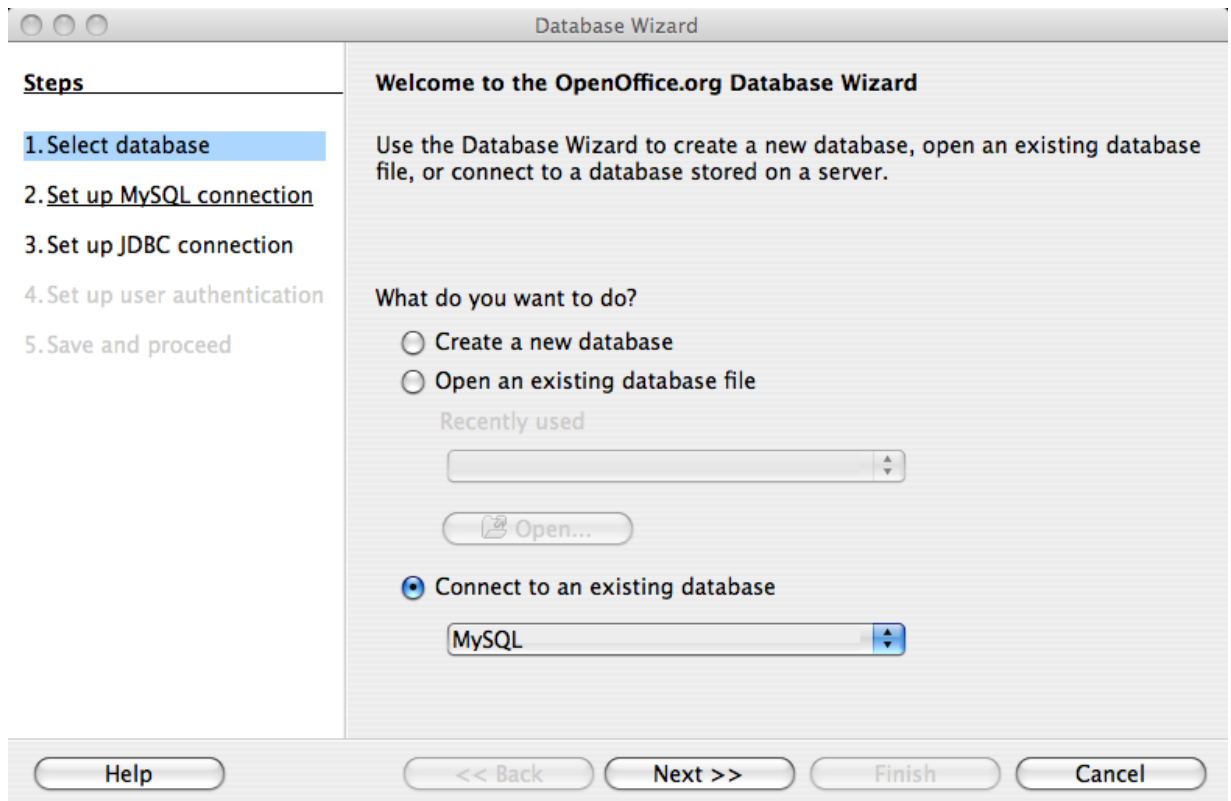 Database Wizard
Steps
1. Select database
2. Set up MySQL connection
3. Set up JDBC connection
4. Set up user authentication
5. Save and proceed
Welcome to the OpenOffice.org Database Wizard
Use the Database Wizard to create a new database, open an existing database
file, or connect to a database stored on a server.
What do you want to do?
Create a new database
Open an existing database file
Recently used
Open...
Connect to an existing database
MySQL
Help
<< Back
Next >>
Finish
Cancel